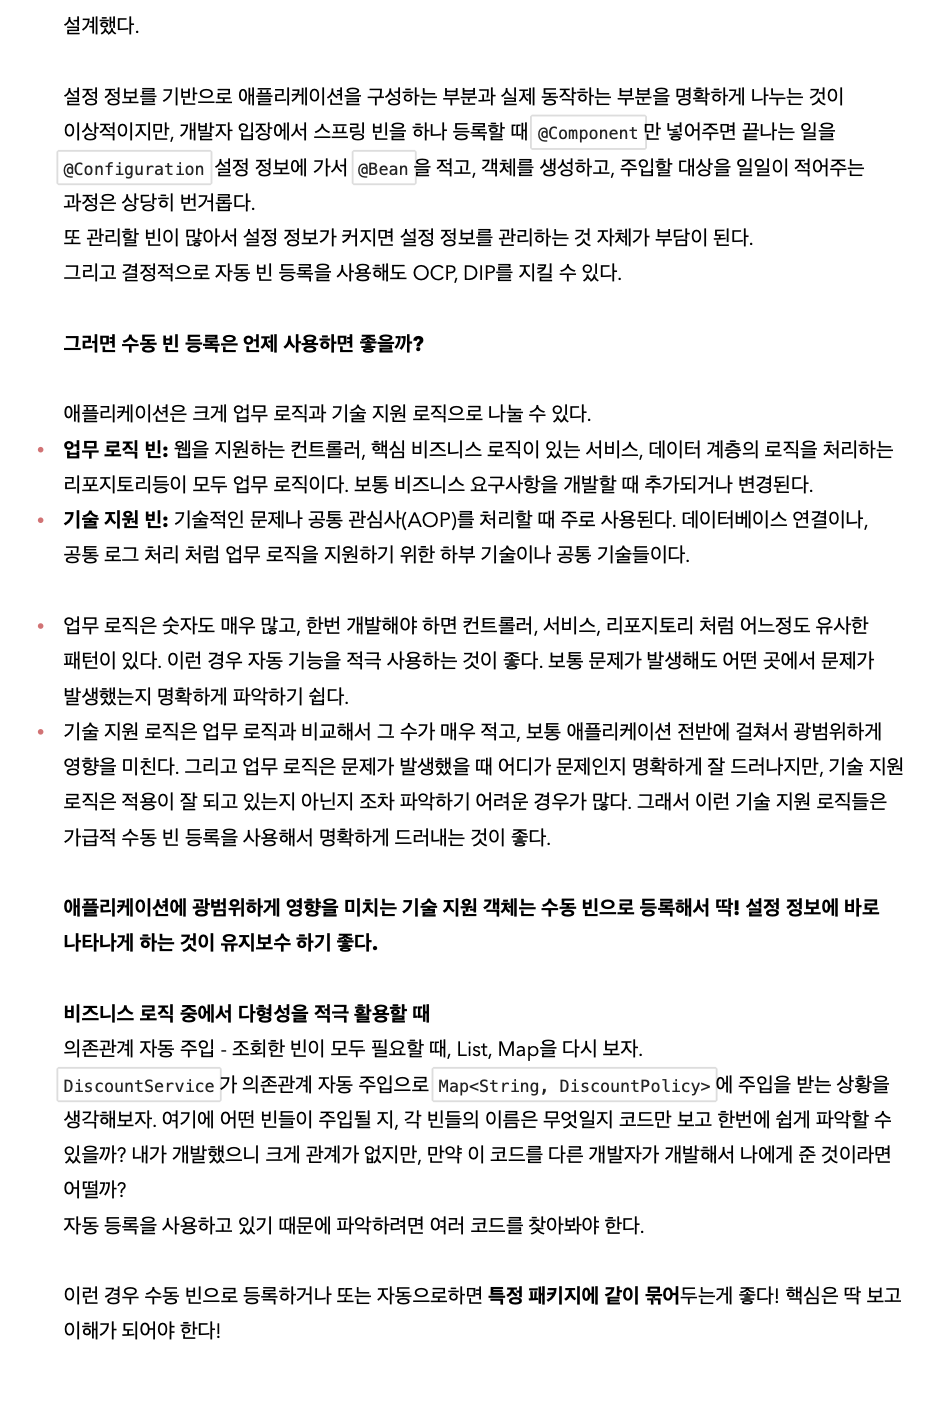 설계했다.
설정 정보를 기반으로 애플리케이션을 구성하는 부분과 실제 동작하는 부분을 명확하게 나누는 것이
이상적이지만, 개발자 입장에서 스프링 빈을 하나 등록할 때 @Component 만 넣어주면 끝나는 일을
@Configuration 설정 정보에 가서 @Bean 을 적고, 객체를 생성하고, 주입할 대상을 일일이 적어주는
과정은 상당히 번거롭다.
또 관리할 빈이 많아서 설정 정보가 커지면 설정 정보를 관리하는 것 자체가 부담이 된다.
그리고 결정적으로 자동 빈 등록을 사용해도 OCP, DIP를 지킬 수 있다.
그러면 수동 빈 등록은 언제 사용하면 좋을까?
애플리케이션은 크게 업무 로직과 기술 지원 로직으로 나눌 수 있다.
• 업무 로직 빈: 웹을 지원하는 컨트롤러, 핵심 비즈니스 로직이 있는 서비스, 데이터 계층의 로직을 처리하는
리포지토리등이 모두 업무 로직이다. 보통 비즈니스 요구사항을 개발할 때 추가되거나 변경된다.
• 기술 지원 빈: 기술적인 문제나 공통 관심사(AOP)를 처리할 때 주로 사용된다. 데이터베이스 연결이나,
공통 로그 처리 처럼 업무 로직을 지원하기 위한 하부 기술이나 공통 기술들이다.
• 업무 로직은 숫자도 매우 많고, 한번 개발해야 하면 컨트롤러, 서비스, 리포지토리 처럼 어느정도 유사한
패턴이 있다. 이런 경우 자동 기능을 적극 사용하는 것이 좋다. 보통 문제가 발생해도 어떤 곳에서 문제가
발생했는지 명확하게 파악하기 쉽다.
• 기술 지원 로직은 업무 로직과 비교해서 그 수가 매우 적고, 보통 애플리케이션 전반에 걸쳐서 광범위하게
영향을 미친다. 그리고 업무 로직은 문제가 발생했을 때 어디가 문제인지 명확하게 잘 드러나지만, 기술 지원
로직은 적용이 잘 되고 있는지 아닌지 조차 파악하기 어려운 경우가 많다. 그래서 이런 기술 지원 로직들은
가급적 수동 빈 등록을 사용해서 명확하게 드러내는 것이 좋다.
애플리케이션에 광범위하게 영향을 미치는 기술 지원 객체는 수동 빈으로 등록해서 딱! 설정 정보에 바로
나타나게 하는 것이 유지보수 하기 좋다.
비즈니스 로직 중에서 다형성을 적극 활용할 때
의존관계 자동 주입 - 조회한 빈이 모두 필요할 때, List, Map을 다시 보자.
DiscountService 가 의존관계 자동 주입으로 Map<String, DiscountPolicy> 에 주입을 받는 상황을
생각해보자. 여기에 어떤 빈들이 주입될 지, 각 빈들의 이름은 무엇일지 코드만 보고 한번에 쉽게 파악할 수
있을까? 내가 개발했으니 크게 관계가 없지만, 만약 이 코드를 다른 개발자가 개발해서 나에게 준 것이라면
어떨까?
자동 등록을 사용하고 있기 때문에 파악하려면 여러 코드를 찾아봐야 한다.
이런 경우 수동 빈으로 등록하거나 또는 자동으로하면 특정 패키지에 같이 묶어두는게 좋다! 핵심은 딱 보고
이해가 되어야 한다!